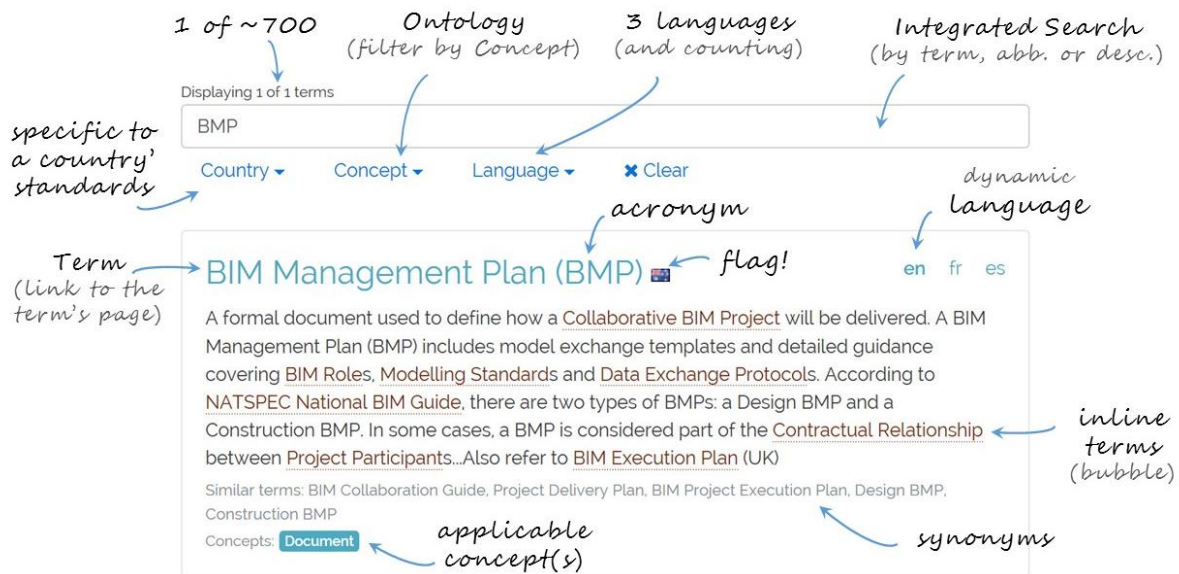 1 of ~700
Ontology
(filter by Concept)
3 languages
(and counting)
Integrated Search
(by term, abb. or desc.)
Displaying 1 of 1 terms
BMP
specific to
a country'
standards
Country
Concept
Language
✖ Clear
dynamic
language
acronym
Term
(link to the
term's page)
BIM Management Plan (BMP)
flag!
en fr es
A formal document used to define how a Collaborative BIM Project will be delivered. A BIM
Management Plan (BMP) includes model exchange templates and detailed guidance
covering BIM Roles, Modelling Standards and Data Exchange Protocols. According to
NATSPEC National BIM Guide, there are two types of BMPs: a Design BMP and a
Construction BMP. In some cases, a BMP is considered part of the Contractual Relationship
between Project Participants...Also refer to BIM Execution Plan (UK)
inline
terms
(bubble)
Similar terms: BIM Collaboration Guide, Project Delivery Plan, BIM Project Execution Plan, Design BMP,
Construction BMP
Concepts: Document
applicable
concept(s)
synonyms